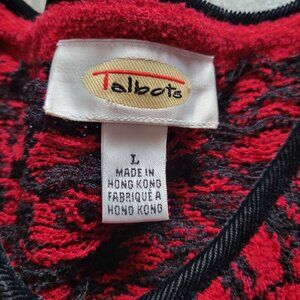 Talbots
L
MADE IN
HONG KONG
FABRIQUÉ À
HONG KONG